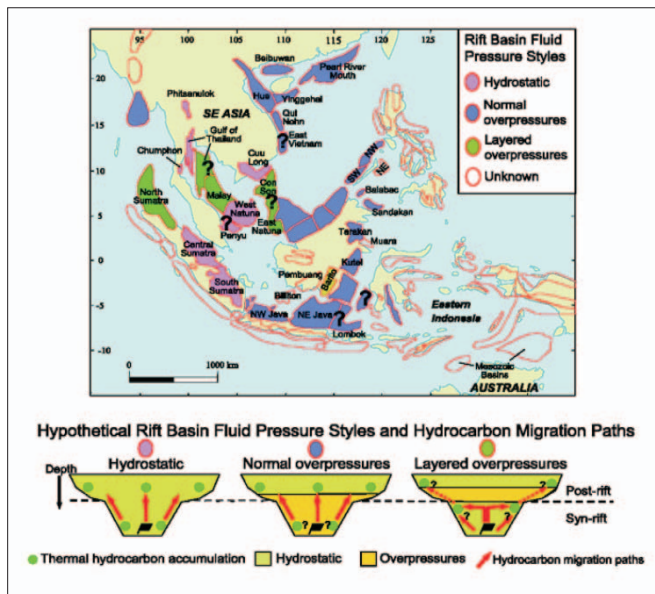 95 100 105 110 115 120 125
Rift Basin Fluid
Pressure Styles
Hydrostatic
Normal
overpressures
Layered
overpressures
Unknown
20
15
10
5
0
-5
-10
Beibuwan
Pearl River
Mouth
Phitsanulok
Hue
Yinggehai
SE ASIA
Qui
Nohn
Gulf of
Thailand
East
Vietnam
?
Chumphon
?
Cuu
Long
NW
SW
NE
North
Sumatra
Malay
Con
Son
?
West
Natuna
Balabac
?
East
Natuna
Sandakan
Penyu
Tarakan
Muara
Central
Sumatra
Kutei
Pembuang
Barito
South
Sumatra
Billiton
?
Eastern
Indonesia
NW Java
NE Java
?
Lombok
0 1000 km
Mesozoic
Basins
AUSTRALIA
Hypothetical Rift Basin Fluid Pressure Styles and Hydrocarbon Migration Paths
Depth
Hydrostatic
Normal overpressures
Layered overpressures
? ?
Post-rift
? ?
? ?
Syn-rift
Thermal hydrocarbon accumulation
Hydrostatic
Overpressures
Hydrocarbon migration paths